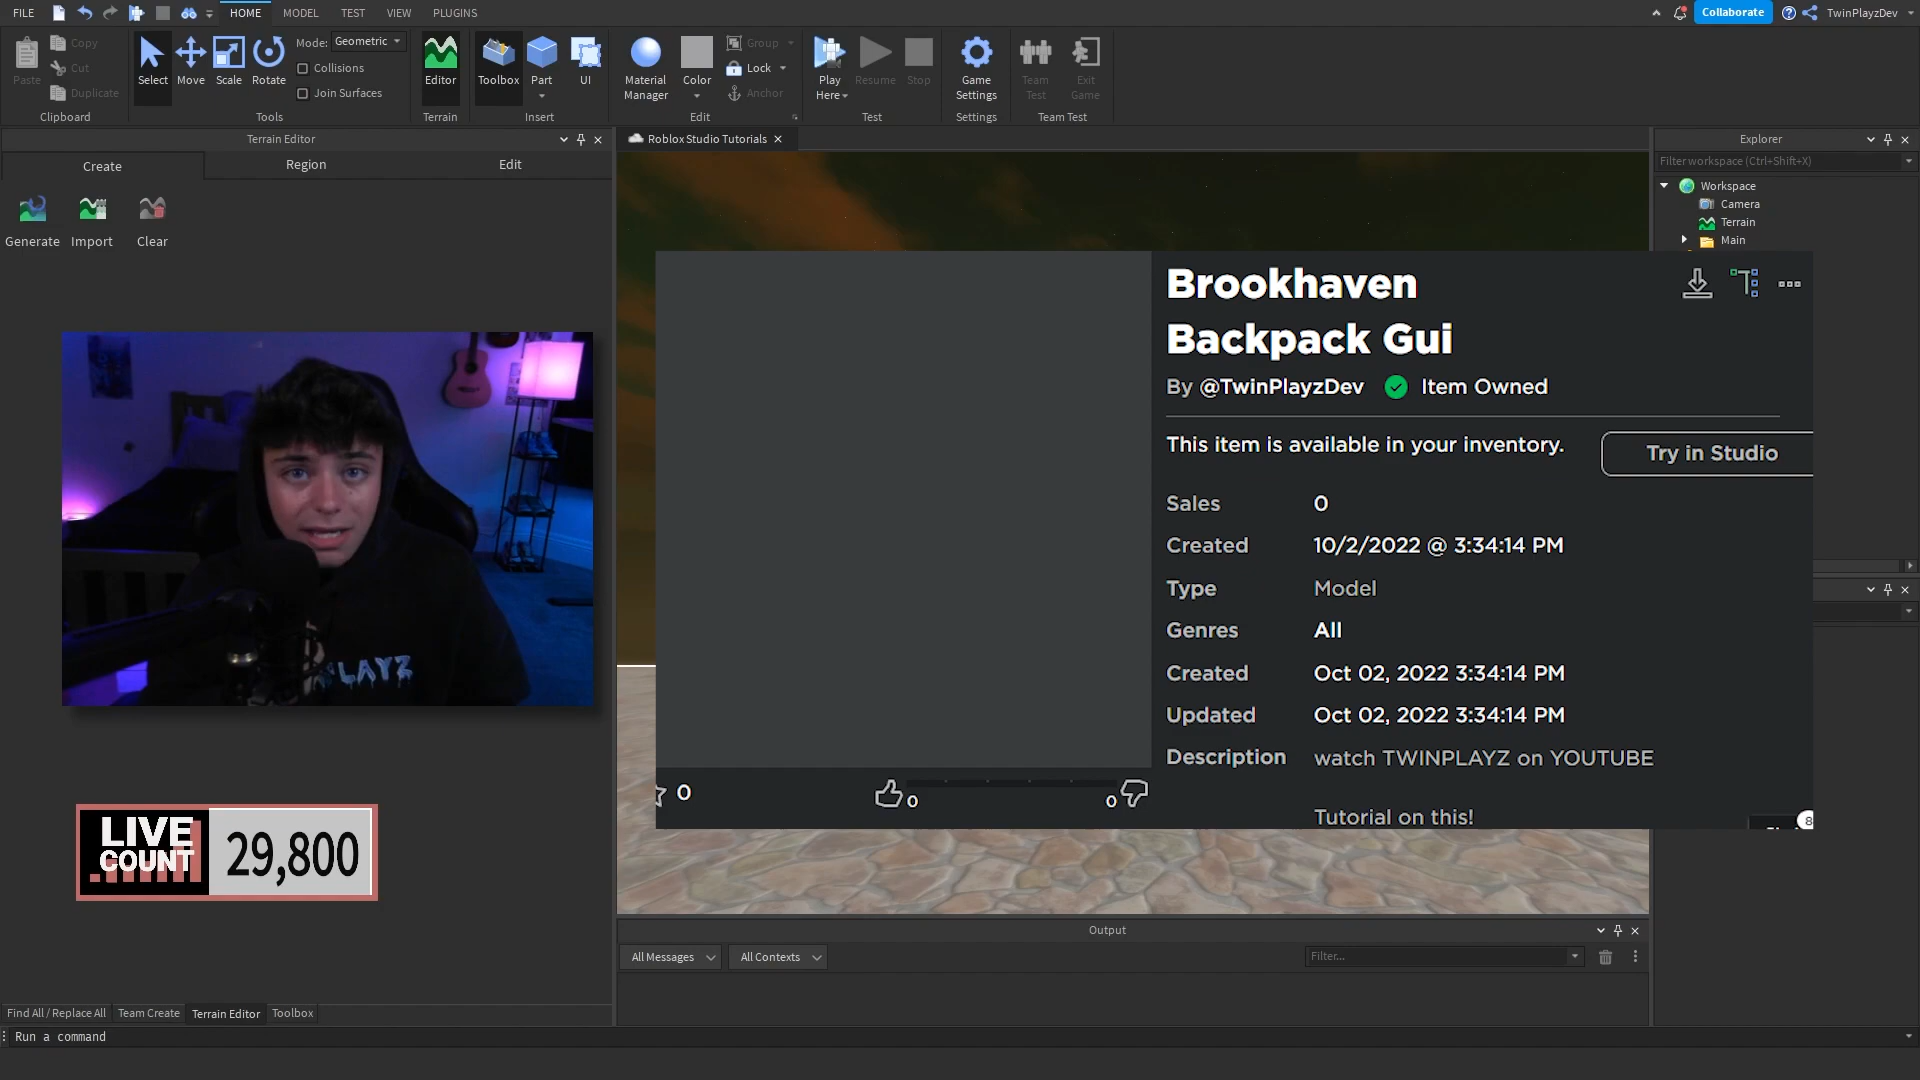 FILE
HOME
MODEL
TEST
VIEW
PLUGINS
Collaborate
TwinPlayzDev
Paste
Copy
Cut
Duplicate
Clipboard
Select
Move
Scale
Rotate
Mode: Geometric
Collisions
Join Surfaces
Tools
Editor
Terrain
Toolbox
Part
UI
Insert
Material Manager
Color
Group
Lock
Anchor
Edit
Play Here
Resume
Stop
Test
Game Settings
Settings
Team Test
Exit Game
Team Test
Terrain Editor
Create
Region
Edit
Generate
Import
Clear
Roblox Studio Tutorials
Explorer
Filter workspace (Ctrl+Shift+X)
Workspace
Camera
Terrain
Main
Brookhaven
Backpack Gui
By @TwinPlayzDev Item Owned
This item is available in your inventory.
Try in Studio
Sales 0
Created 10/2/2022 @ 3:34:14 PM
Type Model
Genres All
Created Oct 02, 2022 3:34:14 PM
Updated Oct 02, 2022 3:34:14 PM
Description watch TWINPLAYZ on YOUTUBE
Tutorial on this!
0
0
0
8
PLAYZ
LIVE
COUNT
29,800
Output
All Messages
All Contexts
Filter...
Find All / Replace All
Team Create
Terrain Editor
Toolbox
Run a command